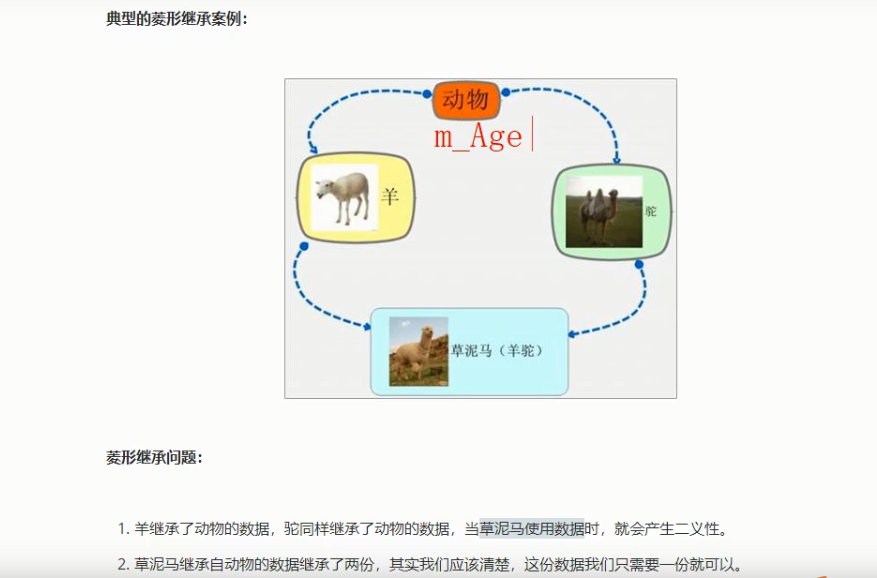 典型的菱形继承案例：
动物
m_Age
羊
驼
草泥马（羊驼）
菱形继承问题：
1. 羊继承了动物的数据，驼同样继承了动物的数据，当草泥马使用数据时，就会产生二义性。
2. 草泥马继承自动物的数据继承了两份，其实我们应该清楚，这份数据我们只需要一份就可以。